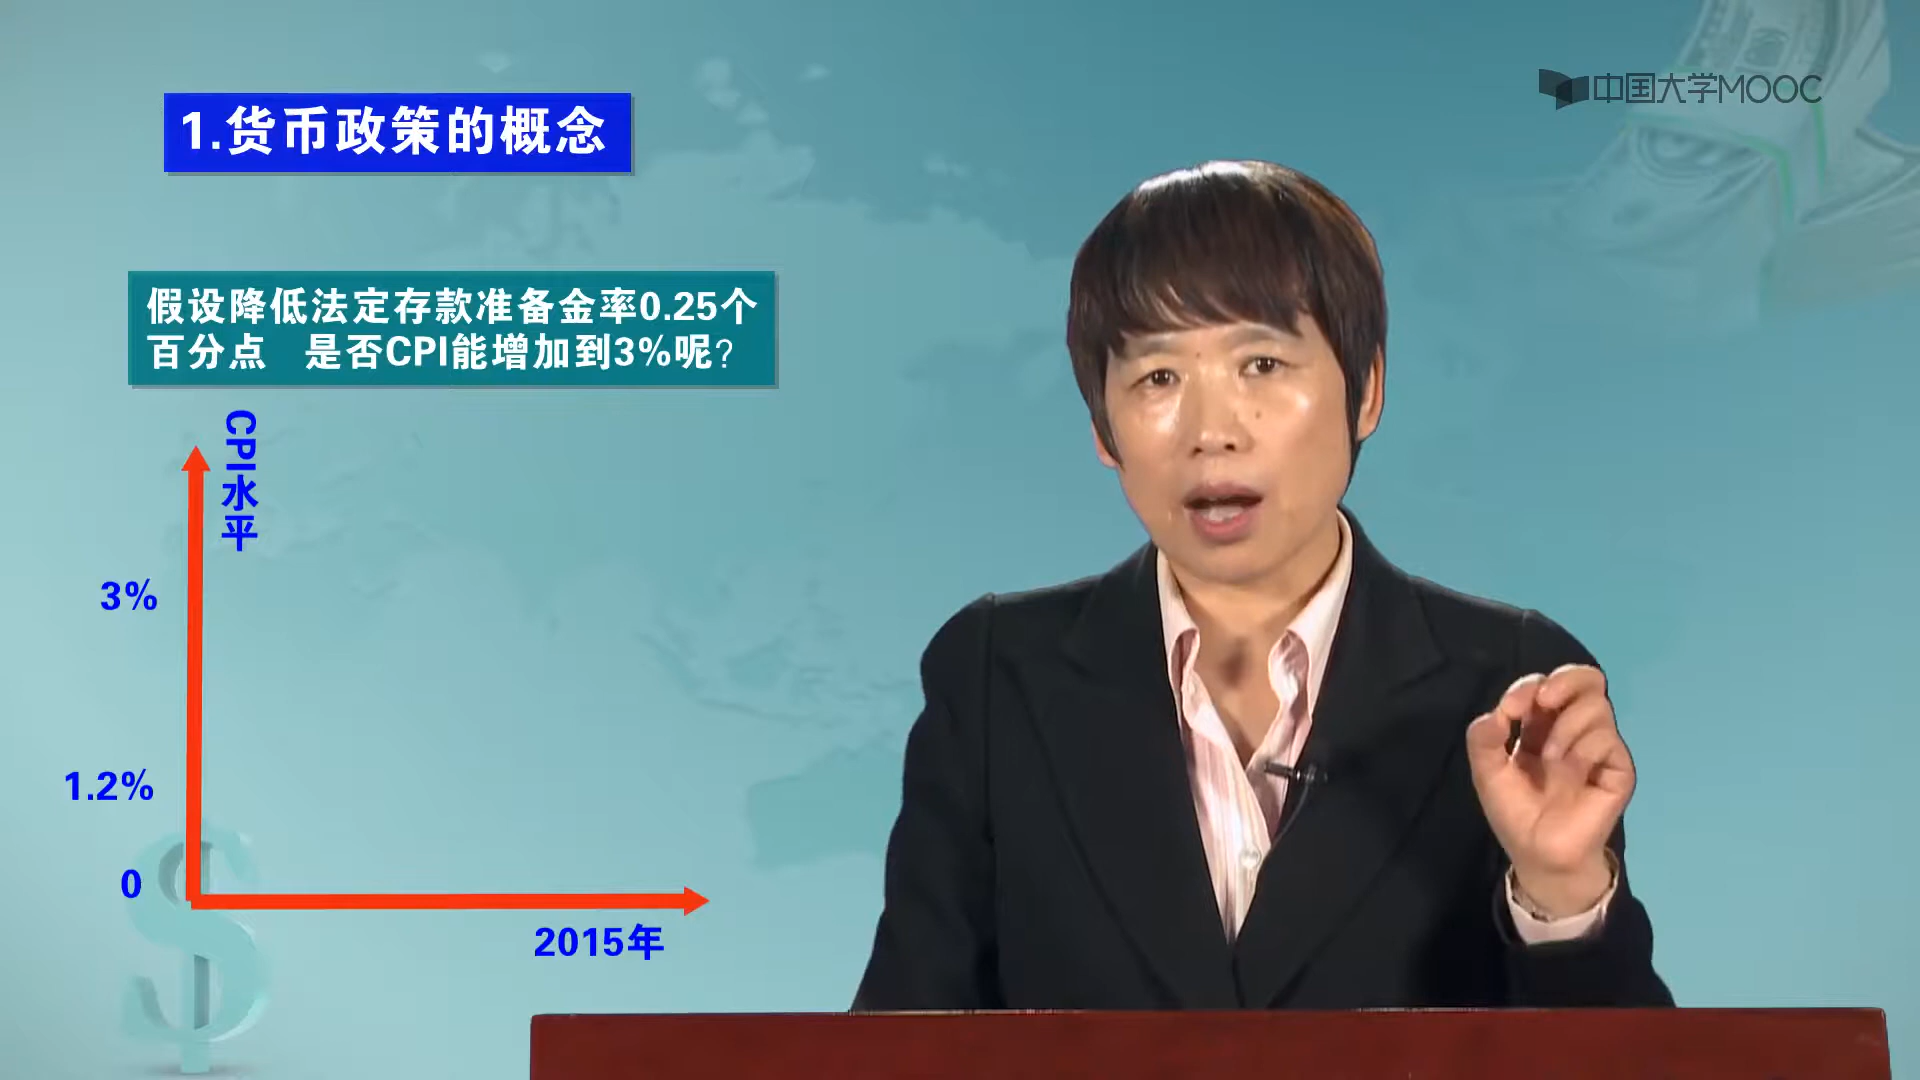 中国大学MOOC
1.货币政策的概念
假设降低法定存款准备金率0.25个
百分点 是否CPI能增加到3%呢?
CPI水平
3%
1.2%
0
2015年